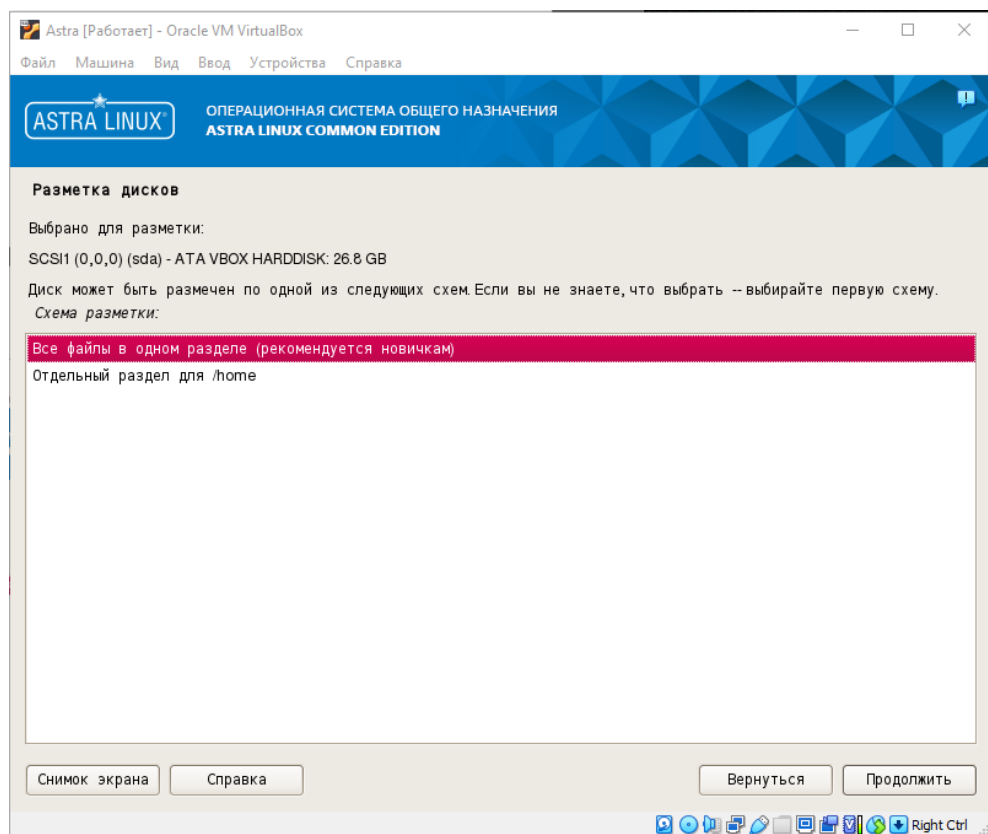 Astra [Работает] - Oracle VM VirtualBox
Файл Машина Вид Ввод Устройства Справка
ASTRA LINUX®
ОПЕРАЦИОННАЯ СИСТЕМА ОБЩЕГО НАЗНАЧЕНИЯ
ASTRA LINUX COMMON EDITION
Разметка дисков
Выбрано для разметки:
SCSI1 (0,0,0) (sda) - ATA VBOX HARDDISK: 26.8 GB
Диск может быть размечен по одной из следующих схем. Если вы не знаете, что выбрать -- выбирайте первую схему.
Схема разметки:
Все файлы в одном разделе (рекомендуется новичкам)
Отдельный раздел для /home
Снимок экрана Справка Вернуться Продолжить
Right Ctrl